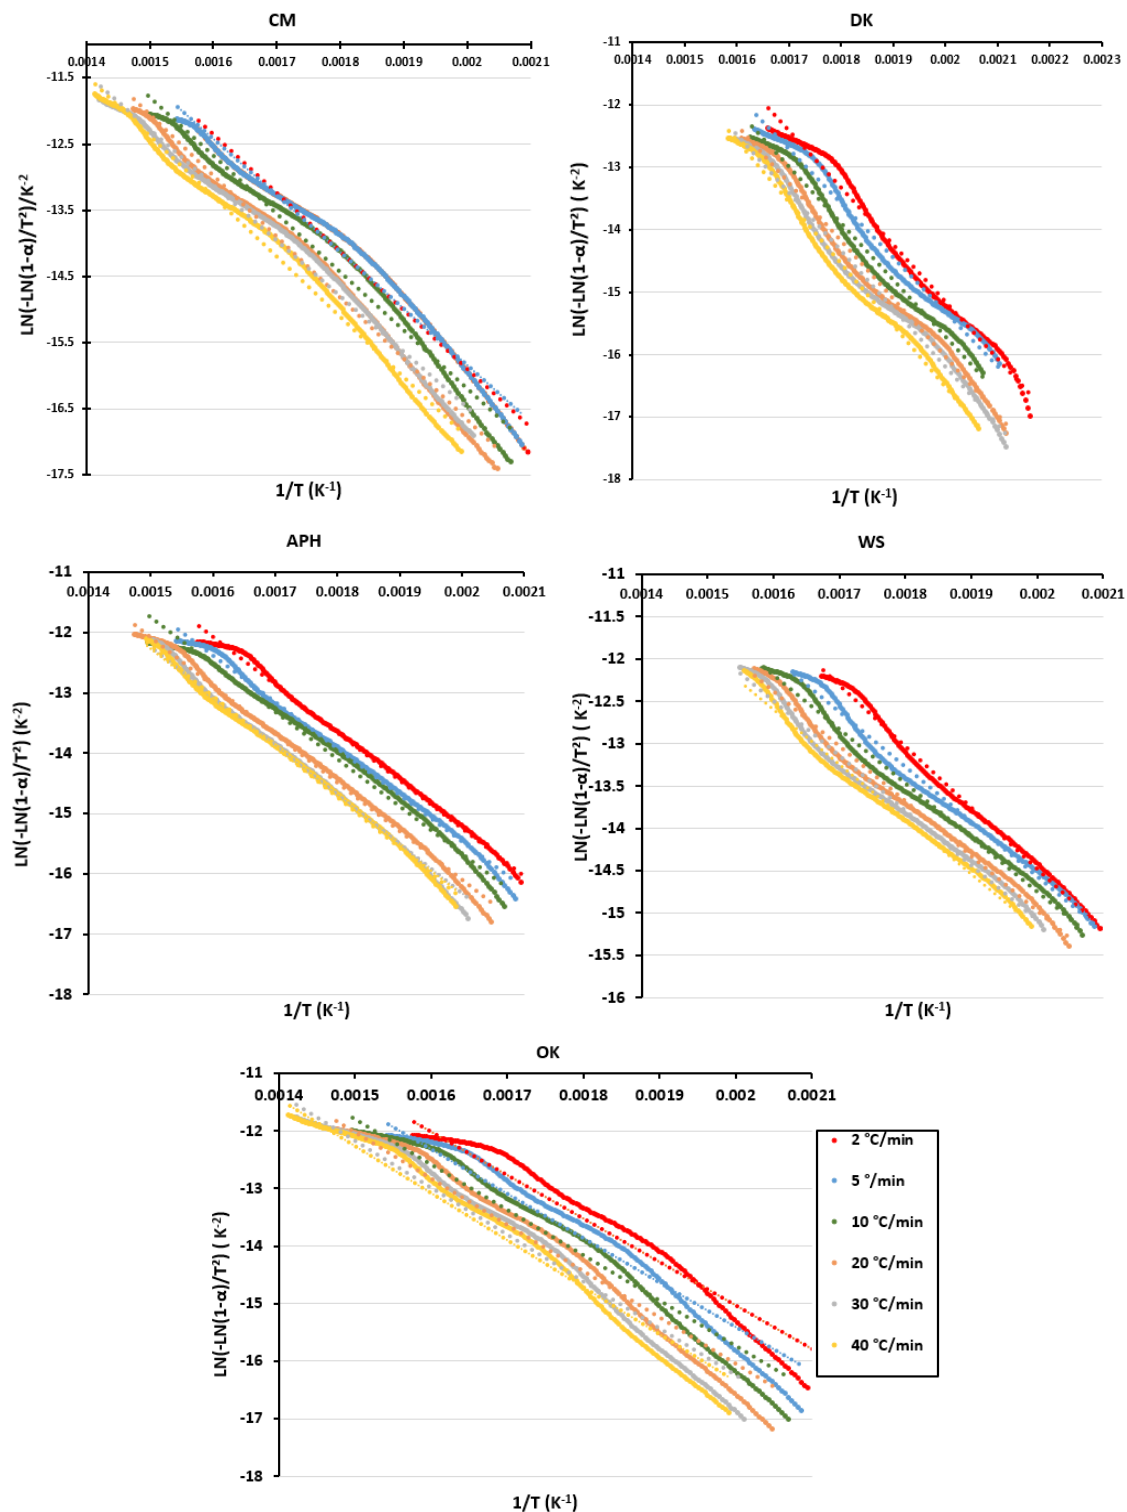 CM
0.0014 0.0015 0.0016 0.0017 0.0018 0.0019 0.002 0.0021
-11.5
-12.5
-13.5
-14.5
-15.5
-16.5
-17.5
LN(-LN(1-α)/T²)/K⁻²
1/T (K⁻¹)
DK
-11
0.0014 0.0015 0.0016 0.0017 0.0018 0.0019 0.002 0.0021 0.0022 0.0023
-12
-13
-14
-15
-16
-17
-18
LN(-LN(1-α)/T²) ( K⁻²)
1/T (K⁻¹)
APH
-11
0.0014 0.0015 0.0016 0.0017 0.0018 0.0019 0.002 0.0021
-12
-13
-14
-15
-16
-17
-18
LN(-LN(1-α)/T²) (K⁻²)
1/T (K⁻¹)
WS
-11
0.0014 0.0015 0.0016 0.0017 0.0018 0.0019 0.002 0.0021
-11.5
-12
-12.5
-13
-13.5
-14
-14.5
-15
-15.5
-16
LN(-LN(1-α)/T²) ( K⁻²)
1/T (K⁻¹)
OK
-11
0.0014 0.0015 0.0016 0.0017 0.0018 0.0019 0.002 0.0021
-12
-13
-14
-15
-16
-17
-18
LN(-LN(1-α)/T²) ( K⁻²)
1/T (K⁻¹)
2 °C/min
5 °/min
10 °C/min
20 °C/min
30 °C/min
40 °C/min